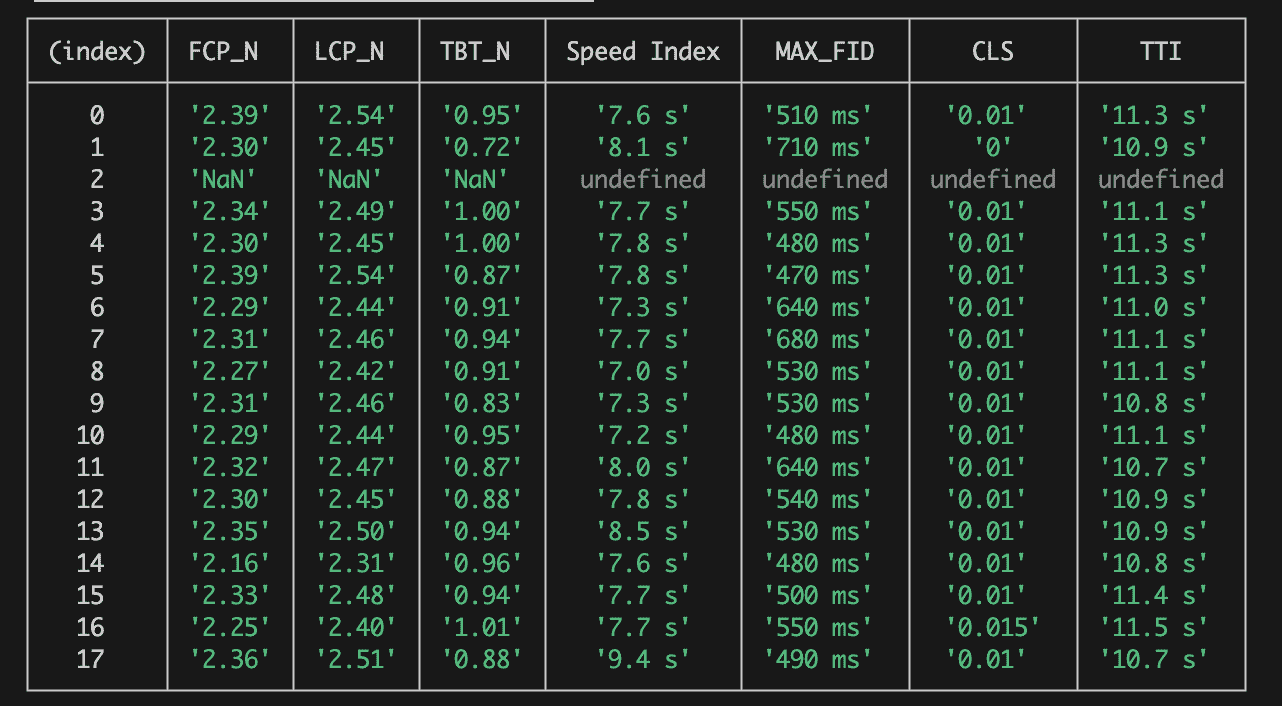 (index) FCP_N LCP_N TBT_N Speed Index MAX_FID CLS TTI
0 '2.39' '2.54' '0.95' '7.6 s' '510 ms' '0.01' '11.3 s'
1 '2.30' '2.45' '0.72' '8.1 s' '710 ms' '0' '10.9 s'
2 'NaN' 'NaN' 'NaN' undefined undefined undefined undefined
3 '2.34' '2.49' '1.00' '7.7 s' '550 ms' '0.01' '11.1 s'
4 '2.30' '2.45' '1.00' '7.8 s' '480 ms' '0.01' '11.3 s'
5 '2.39' '2.54' '0.87' '7.8 s' '470 ms' '0.01' '11.3 s'
6 '2.29' '2.44' '0.91' '7.3 s' '640 ms' '0.01' '11.0 s'
7 '2.31' '2.46' '0.94' '7.7 s' '680 ms' '0.01' '11.1 s'
8 '2.27' '2.42' '0.91' '7.0 s' '530 ms' '0.01' '11.1 s'
9 '2.31' '2.46' '0.83' '7.3 s' '530 ms' '0.01' '10.8 s'
10 '2.29' '2.44' '0.95' '7.2 s' '480 ms' '0.01' '11.1 s'
11 '2.32' '2.47' '0.87' '8.0 s' '640 ms' '0.01' '10.7 s'
12 '2.30' '2.45' '0.88' '7.8 s' '540 ms' '0.01' '10.9 s'
13 '2.35' '2.50' '0.94' '8.5 s' '530 ms' '0.01' '10.9 s'
14 '2.16' '2.31' '0.96' '7.6 s' '480 ms' '0.01' '10.8 s'
15 '2.33' '2.48' '0.94' '7.7 s' '500 ms' '0.01' '11.4 s'
16 '2.25' '2.40' '1.01' '7.7 s' '550 ms' '0.015' '11.5 s'
17 '2.36' '2.51' '0.88' '9.4 s' '490 ms' '0.01' '10.7 s'